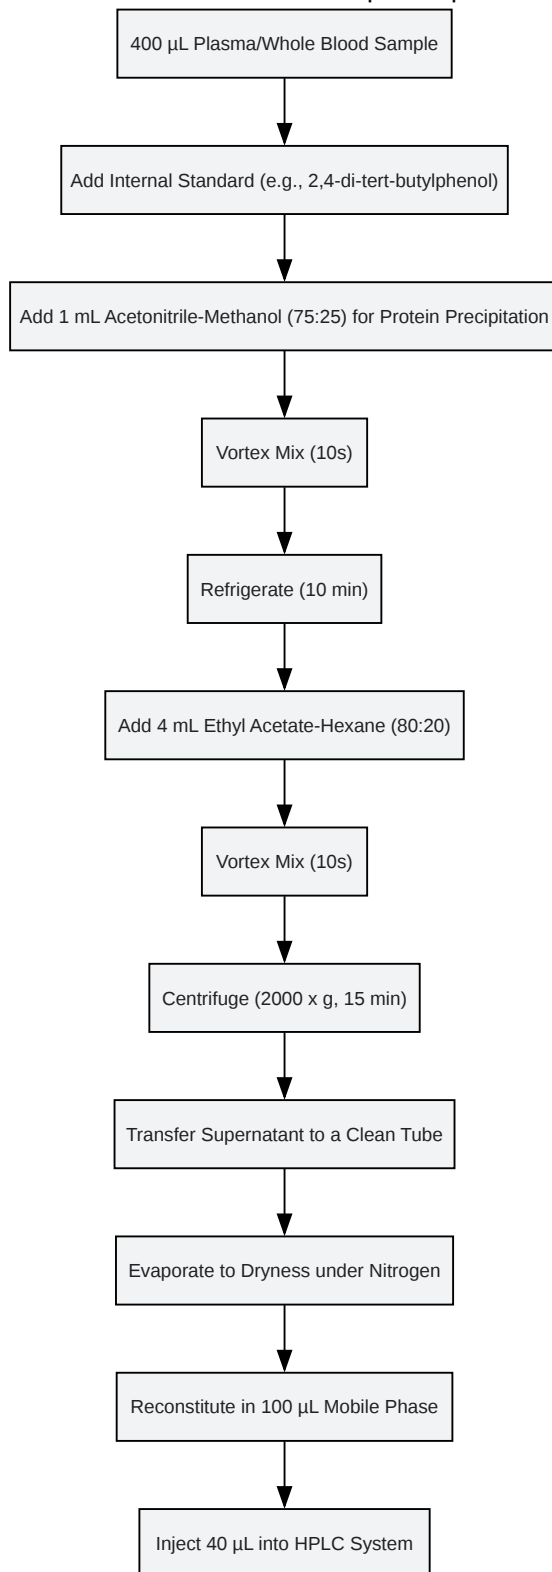 400 µL Plasma/Whole Blood Sample
Add Internal Standard (e.g., 2,4-di-tert-butylphenol)
Add 1 mL Acetonitrile-Methanol (75:25) for Protein Precipitation
Vortex Mix (10s)
Refrigerate (10 min)
Add 4 mL Ethyl Acetate-Hexane (80:20)
Vortex Mix (10s)
Centrifuge (2000 x g, 15 min)
Transfer Supernatant to a Clean Tube
Evaporate to Dryness under Nitrogen
Reconstitute in 100 µL Mobile Phase
Inject 40 µL into HPLC System